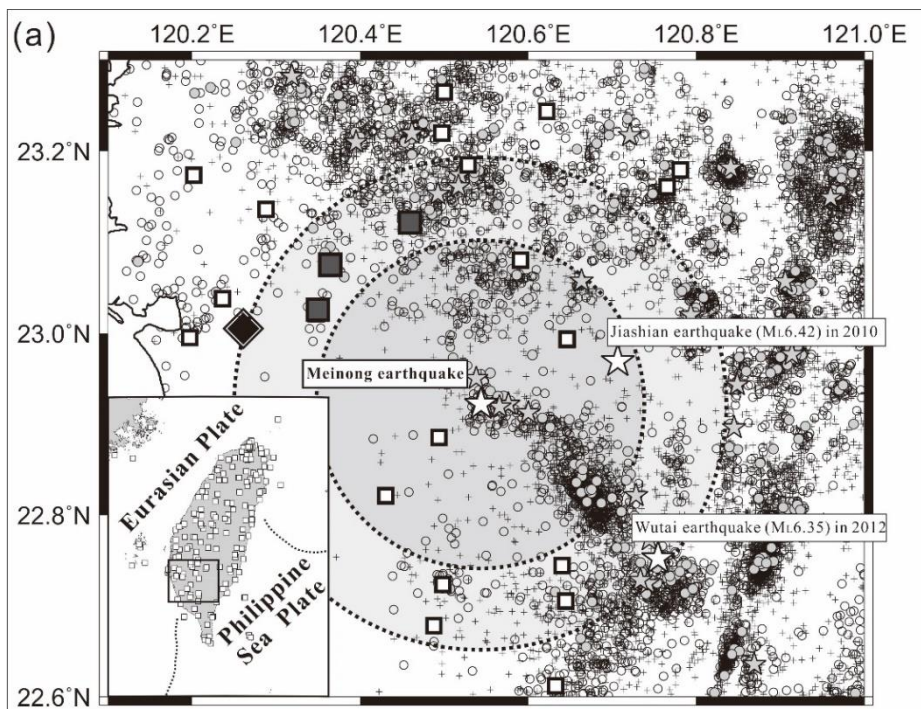 (a)
120.2°E 120.4°E 120.6°E 120.8°E 121.0°E
23.2°N
23.0°N
Jiashian earthquake (ML6.42) in 2010
Meinong earthquake
22.8°N
Wutai earthquake (ML6.35) in 2012
22.6°N
Eurasian Plate
Philippine
Sea Plate